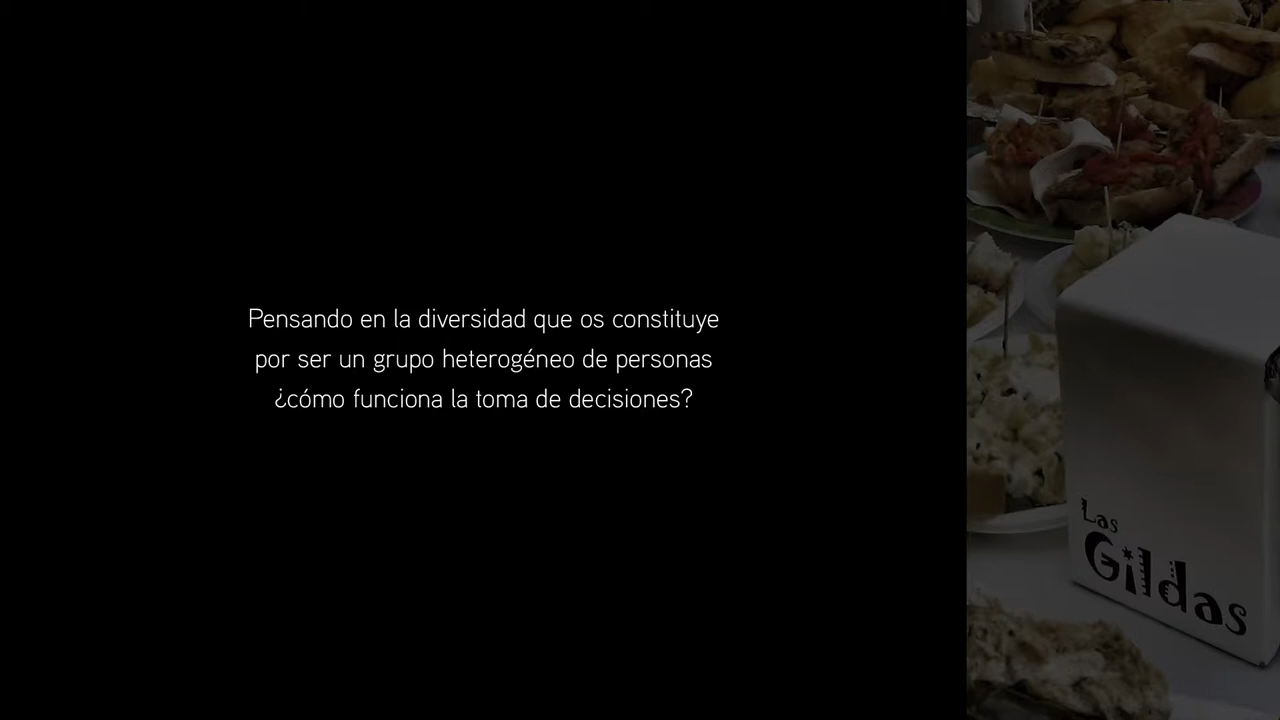 Pensando en la diversidad que os constituye
por ser un grupo heterogéneo de personas
¿cómo funciona la toma de decisiones?
Las
Gildas